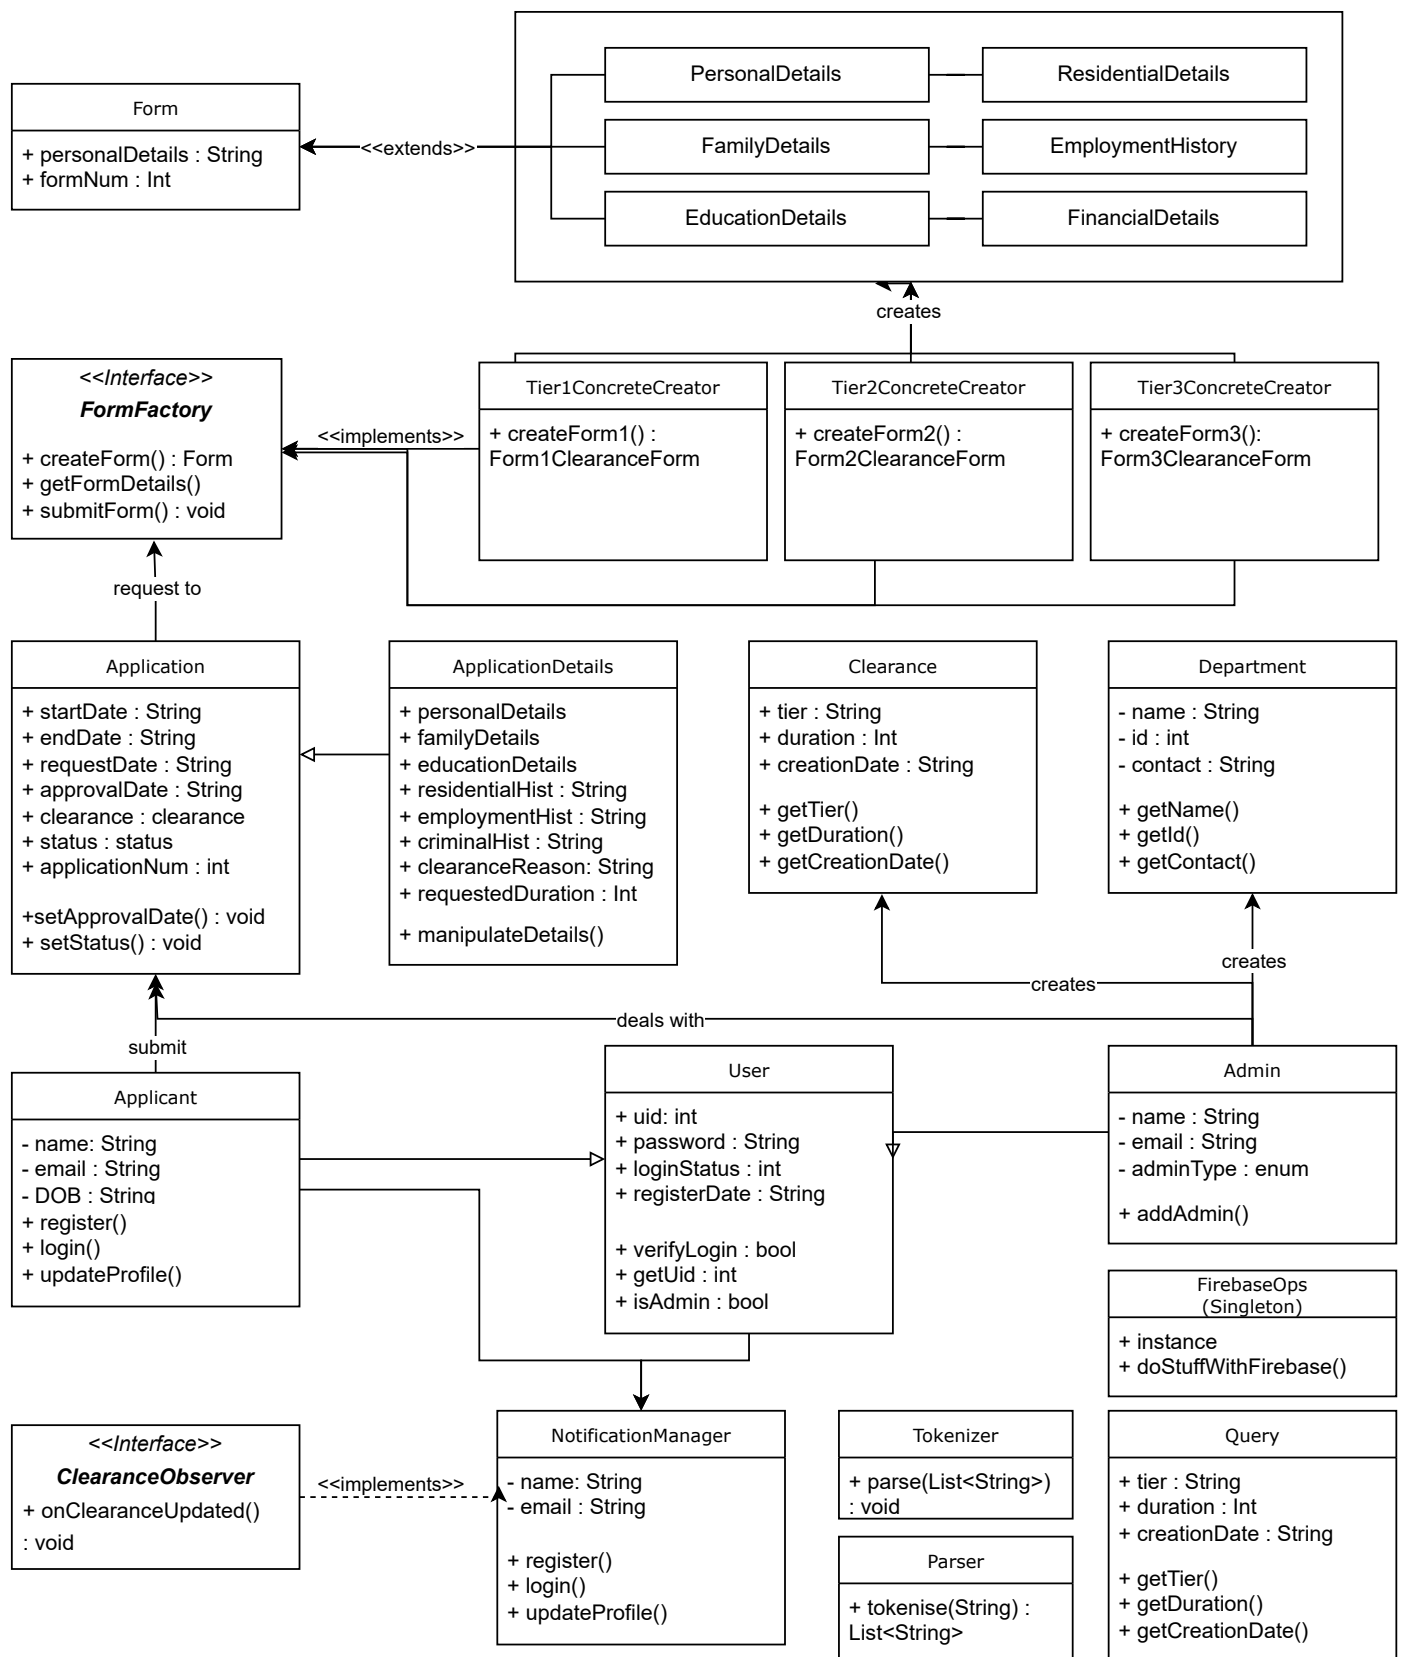 PersonalDetails
ResidentialDetails
Form
+ personalDetails : String
+ formNum : Int
<<extends>>
FamilyDetails
EmploymentHistory
EducationDetails
FinancialDetails
creates
<<Interface>>
FormFactory
+ createForm() : Form
+ getFormDetails()
+ submitForm() : void
<<implements>>
Tier1ConcreteCreator
+ createForm1() :
Form1ClearanceForm
Tier2ConcreteCreator
+ createForm2() :
Form2ClearanceForm
Tier3ConcreteCreator
+ createForm3():
Form3ClearanceForm
request to
Application
+ startDate : String
+ endDate : String
+ requestDate : String
+ approvalDate : String
+ clearance : clearance
+ status : status
+ applicationNum : int
+setApprovalDate() : void
+ setStatus() : void
ApplicationDetails
+ personalDetails
+ familyDetails
+ educationDetails
+ residentialHist : String
+ employmentHist : String
+ criminalHist : String
+ clearanceReason: String
+ requestedDuration : Int
+ manipulateDetails()
Clearance
+ tier : String
+ duration : Int
+ creationDate : String
+ getTier()
+ getDuration()
+ getCreationDate()
Department
- name : String
- id : int
- contact : String
+ getName()
+ getId()
+ getContact()
creates
creates
deals with
submit
Applicant
- name: String
- email : String
- DOB : String
+ register()
+ login()
+ updateProfile()
User
+ uid: int
+ password : String
+ loginStatus : int
+ registerDate : String
+ verifyLogin : bool
+ getUid : int
+ isAdmin : bool
Admin
- name : String
- email : String
- adminType : enum
+ addAdmin()
FirebaseOps
(Singleton)
+ instance
+ doStuffWithFirebase()
<<Interface>>
ClearanceObserver
+ onClearanceUpdated()
: void
<<implements>>
NotificationManager
- name: String
- email : String
+ register()
+ login()
+ updateProfile()
Tokenizer
+ parse(List<String>)
: void
Parser
+ tokenise(String) :
List<String>
Query
+ tier : String
+ duration : Int
+ creationDate : String
+ getTier()
+ getDuration()
+ getCreationDate()